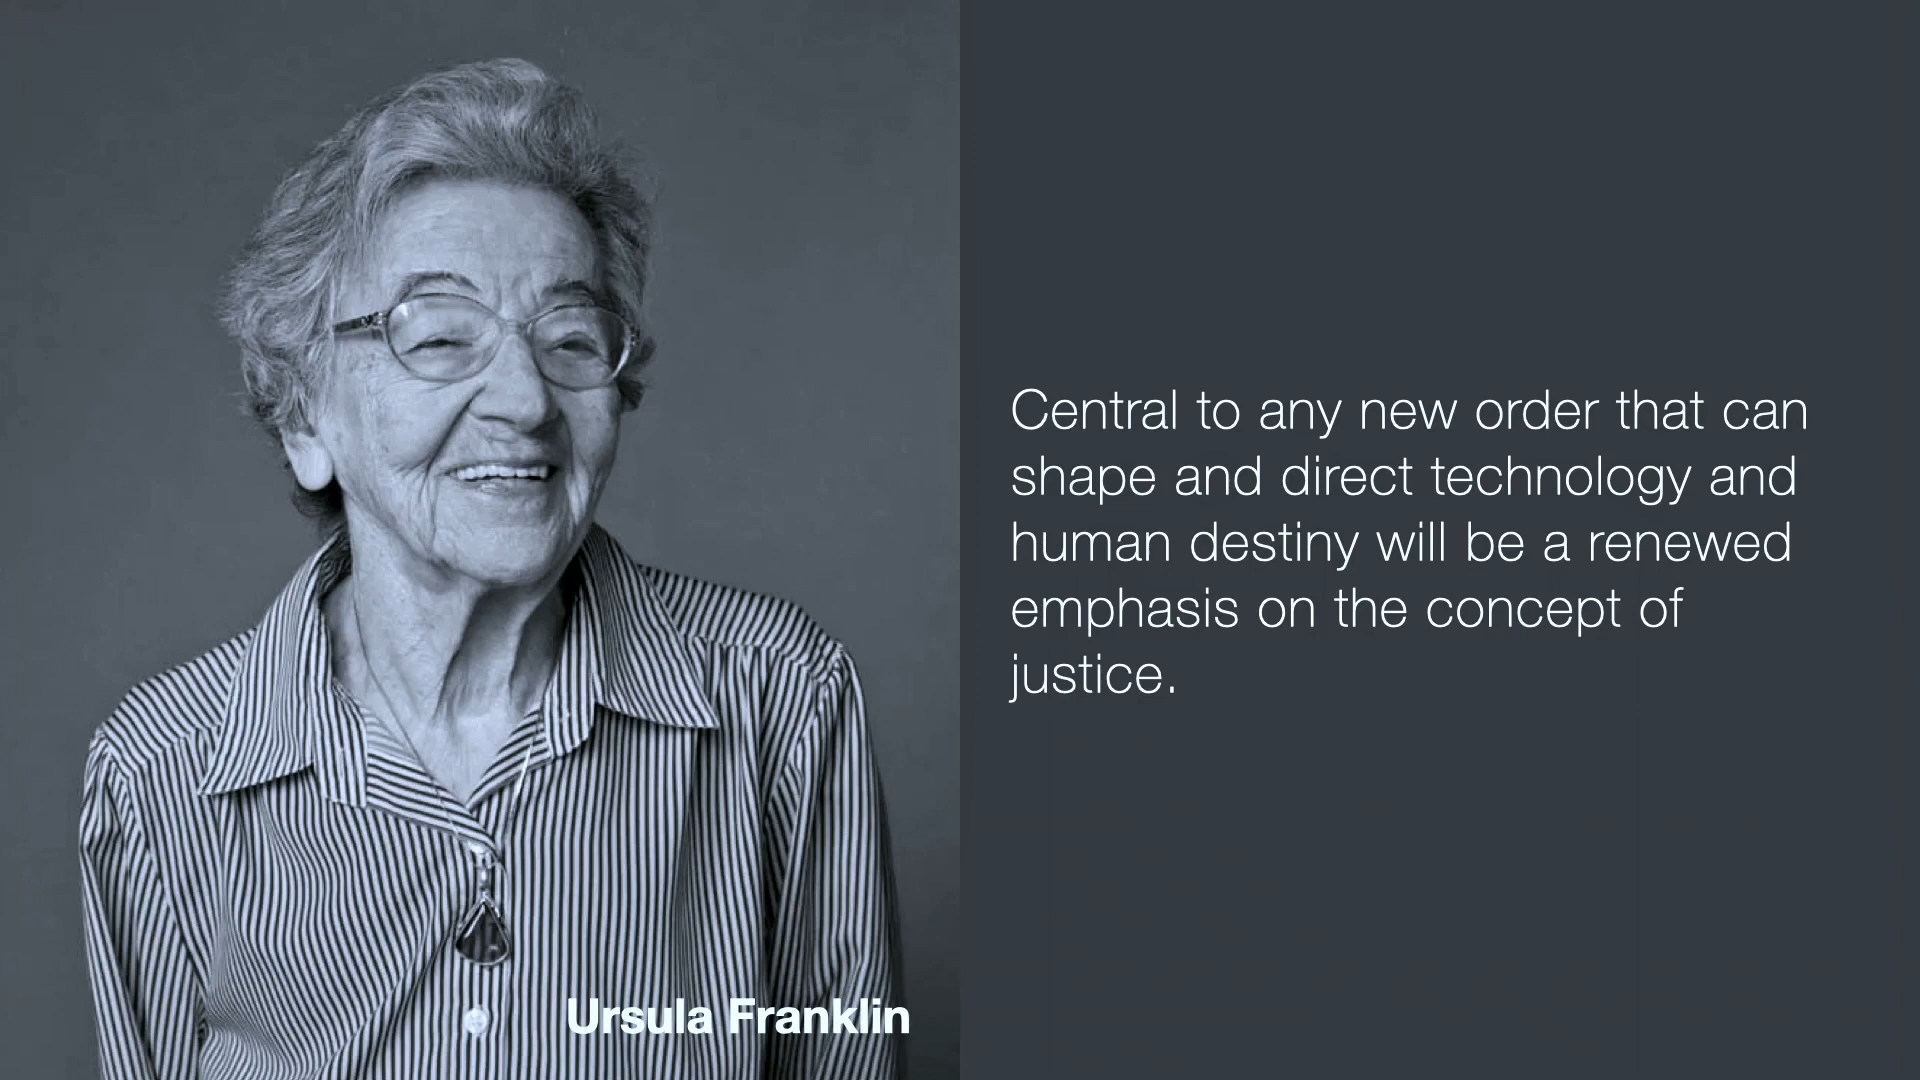 Central to any new order that can
shape and direct technology and
human destiny will be a renewed
emphasis on the concept of
justice.
Ursula Franklin